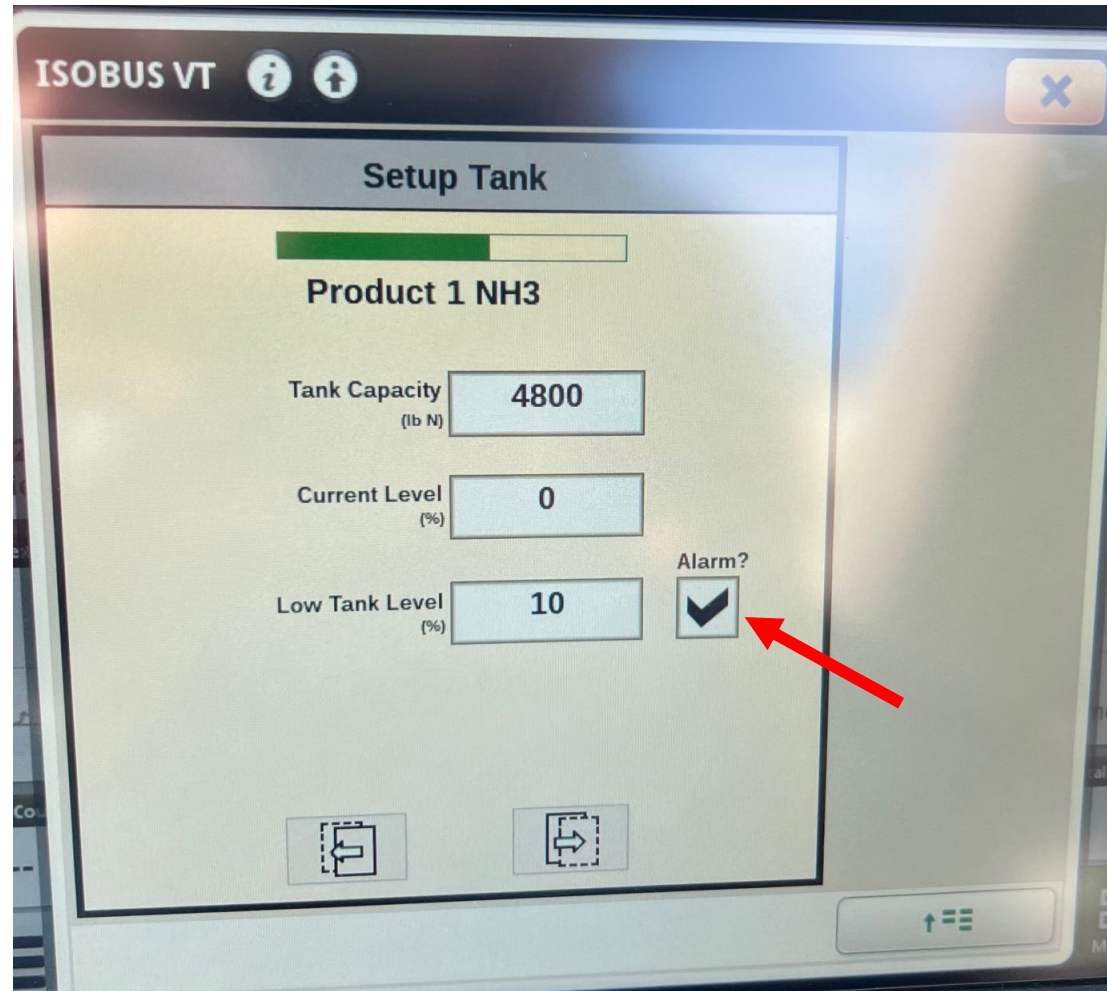 ISOBUS VT
Setup Tank
Product 1 NH3
Tank Capacity
(lb N)
4800
Current Level
(%)
0
Alarm?
Low Tank Level
(%)
10